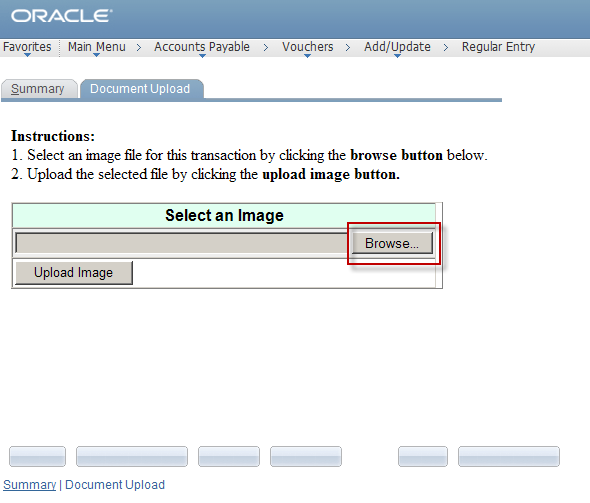 ORACLE
Favorites Main Menu > Accounts Payable > Vouchers > Add/Update > Regular Entry
Summary Document Upload
Instructions:
1. Select an image file for this transaction by clicking the browse button below.
2. Upload the selected file by clicking the upload image button.
Select an Image
Browse...
Upload Image
Summary | Document Upload